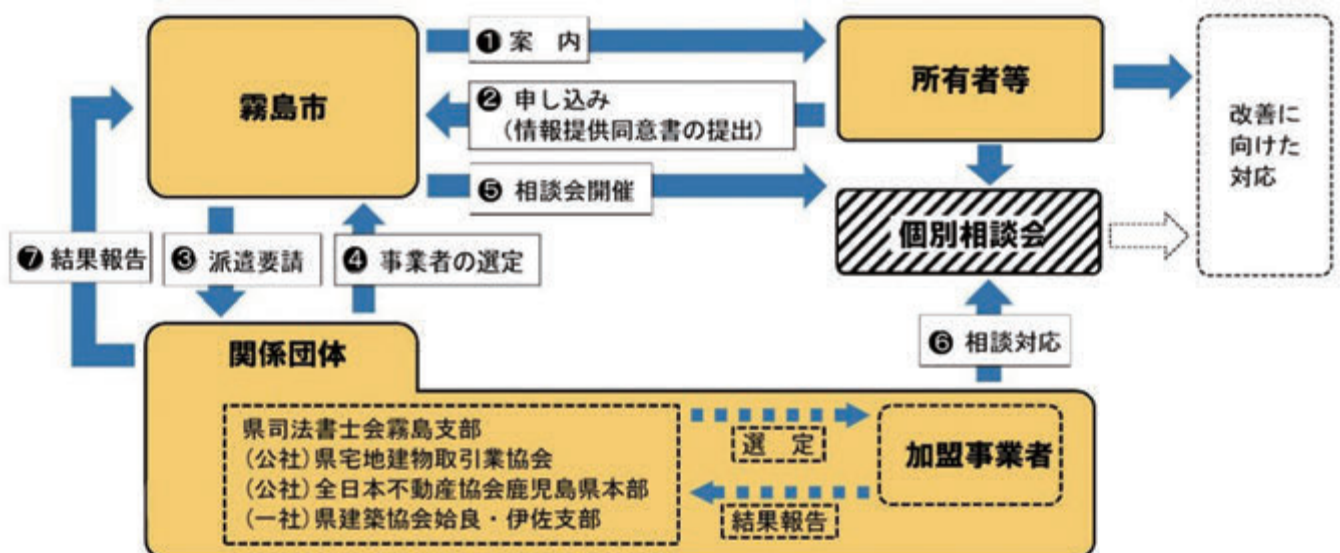 ❶ 案　内
霧島市
所有者等
❷ 申し込み
（情報提供同意書の提出）
改善に
向けた
対応
❺ 相談会開催
個別相談会
❼ 結果報告
❸ 派遣要請
❹ 事業者の選定
❻ 相談対応
関係団体
県司法書士会霧島支部
（公社）県宅地建物取引業協会
（公社）全日本不動産協会鹿児島県本部
（一社）県建築協会姶良・伊佐支部
選　定
結果報告
加盟事業者